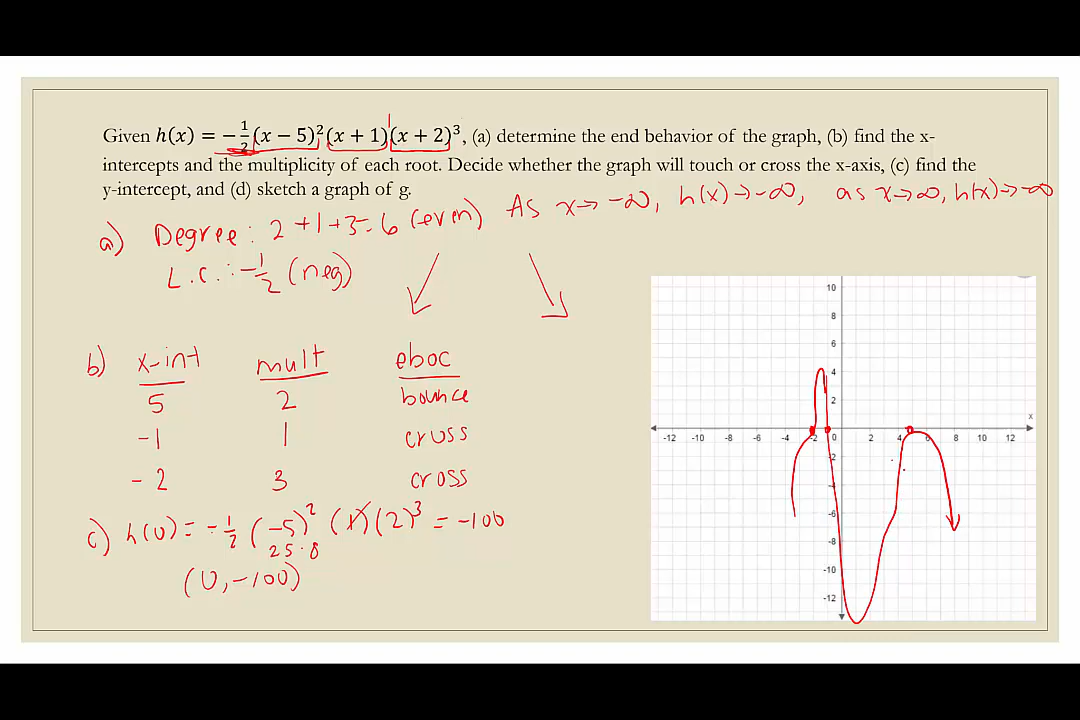 Given h(x) = −1/2(x − 5)²(x + 1)¹(x + 2)³, (a) determine the end behavior of the graph, (b) find the x-
intercepts and the multiplicity of each root. Decide whether the graph will touch or cross the x-axis, (c) find the
y-intercept, and (d) sketch a graph of g.
As x→ -∞, h(x)→ -∞, as x→∞, h(x)→ -∞
a) Degree: 2+1+3=6 (even)
L.C.: -1/2 (neg)
b) x-int mult eboc
5 2 bounce
-1 1 cross
-2 3 cross
c) h(0) = -1/2 (-5)² (1)(2)³ = -100
25·8
(0, -100)
10
8
6
4
2
x
-12 -10 -8 -6 -4 -2 0 2 4 6 8 10 12
-2
-4
-6
-8
-10
-12